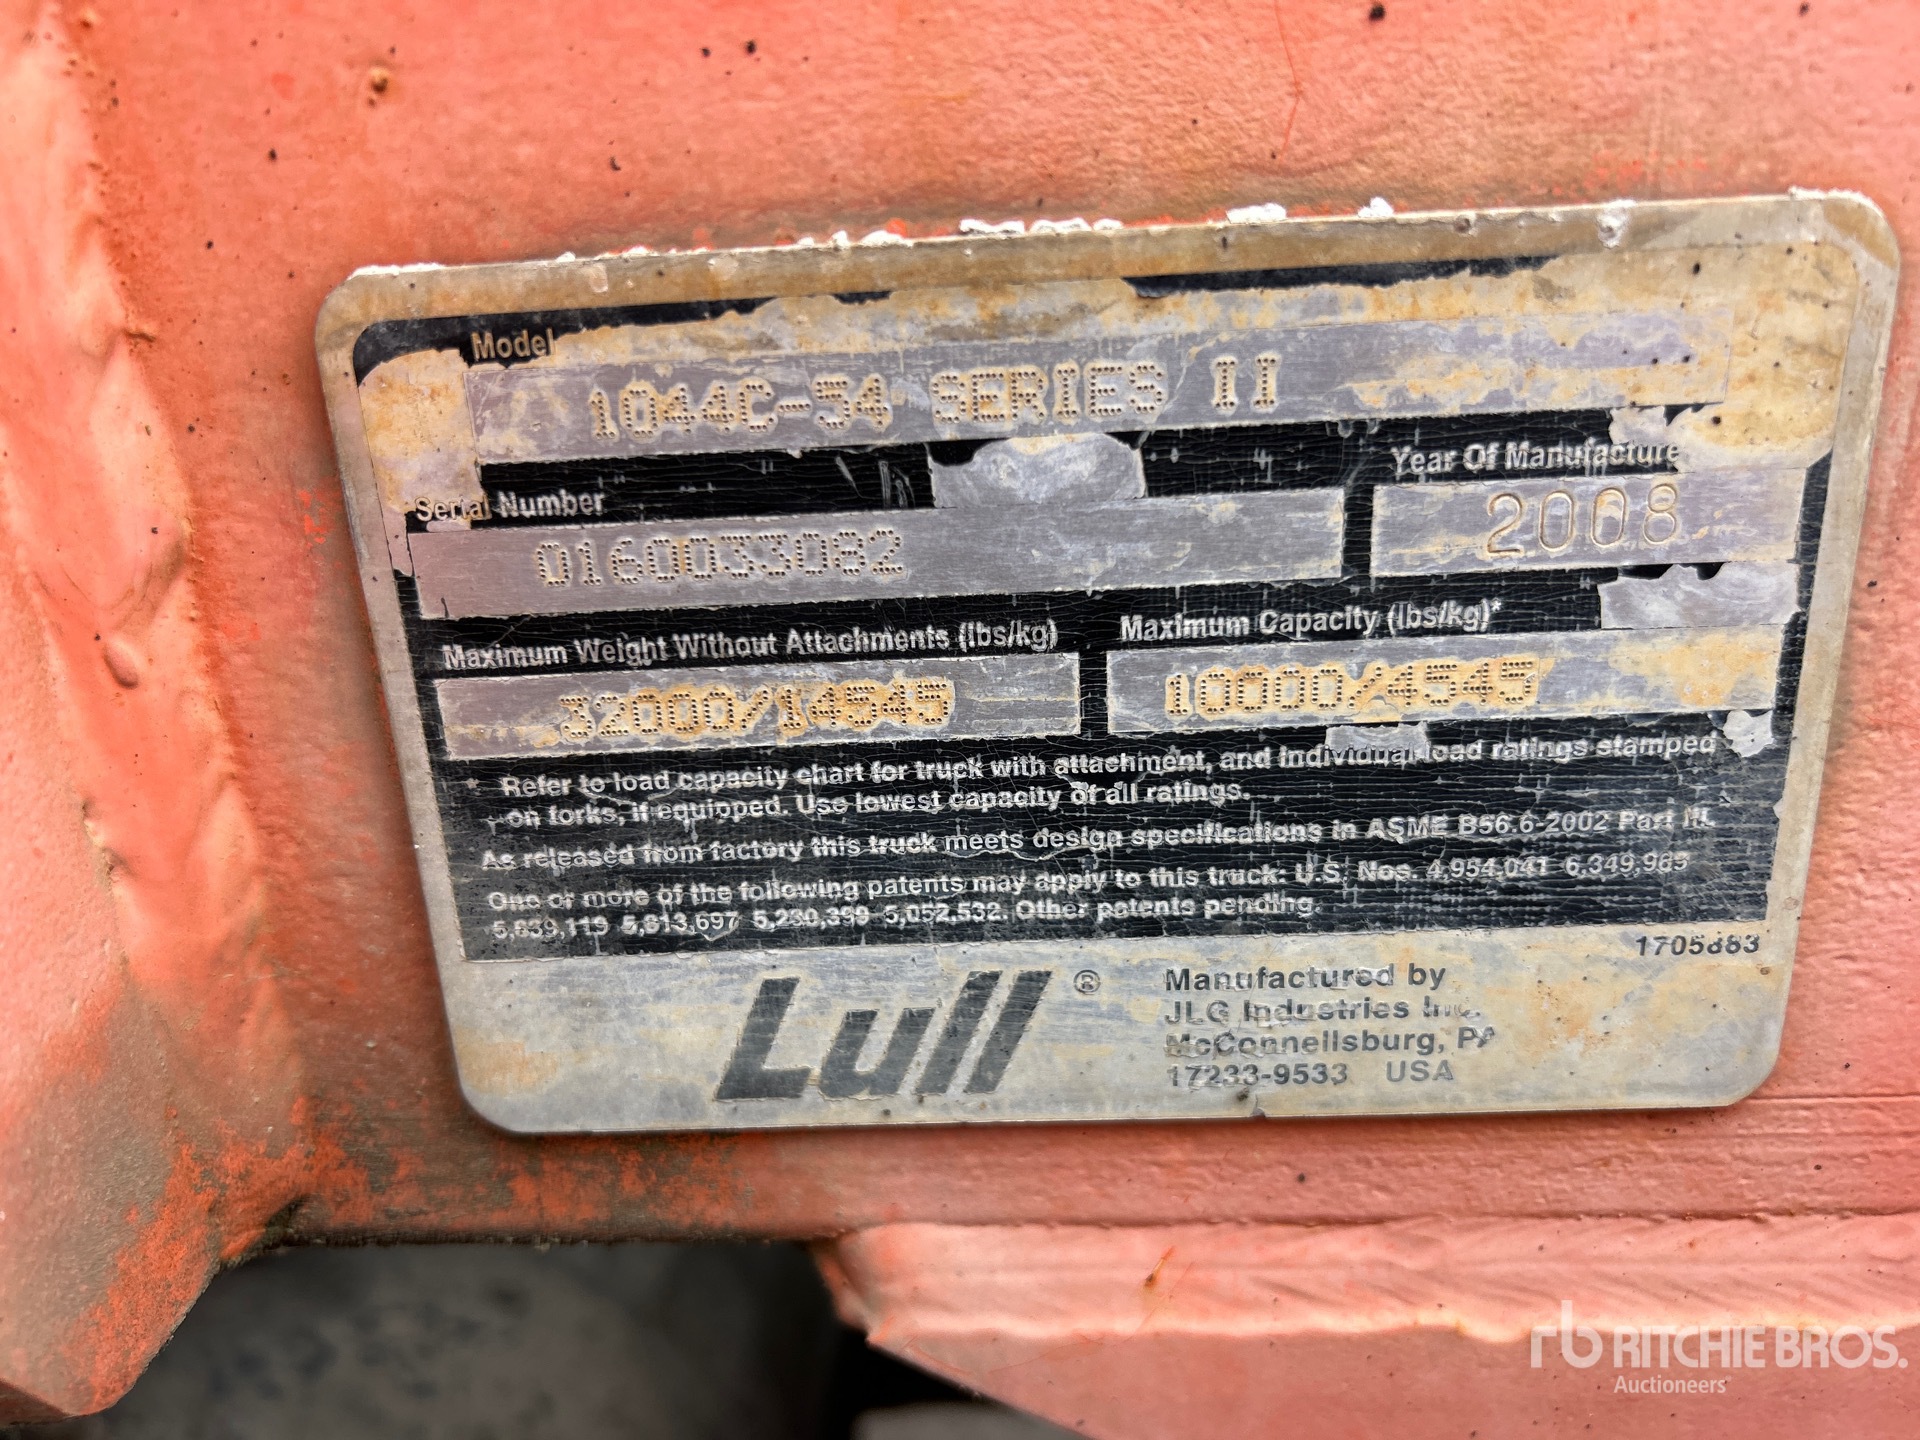 Model
1044C-54 SERIES II
Serial Number
0160033082
Year Of Manufacture
2008
Maximum Weight Without Attachments (lbs/kg)
32000/14545
Maximum Capacity (lbs/kg)*
10000/4545
* Refer to load capacity chart for truck with attachment, and individual load ratings stamped
on forks, if equipped. Use lowest capacity of all ratings.
As released from factory this truck meets design specifications in ASME B56.6-2002 Part III.
One or more of the following patents may apply to this truck: U.S. Nos. 4,954,041 6,349,965
5,839,113 5,613,697 5,230,399 5,052,532. Other patents pending.
1705883
Lull®
Manufactured by
JLG Industries Inc.
McConnellsburg, PA
17233-9533 USA
rb RITCHIE BROS.
Auctioneers